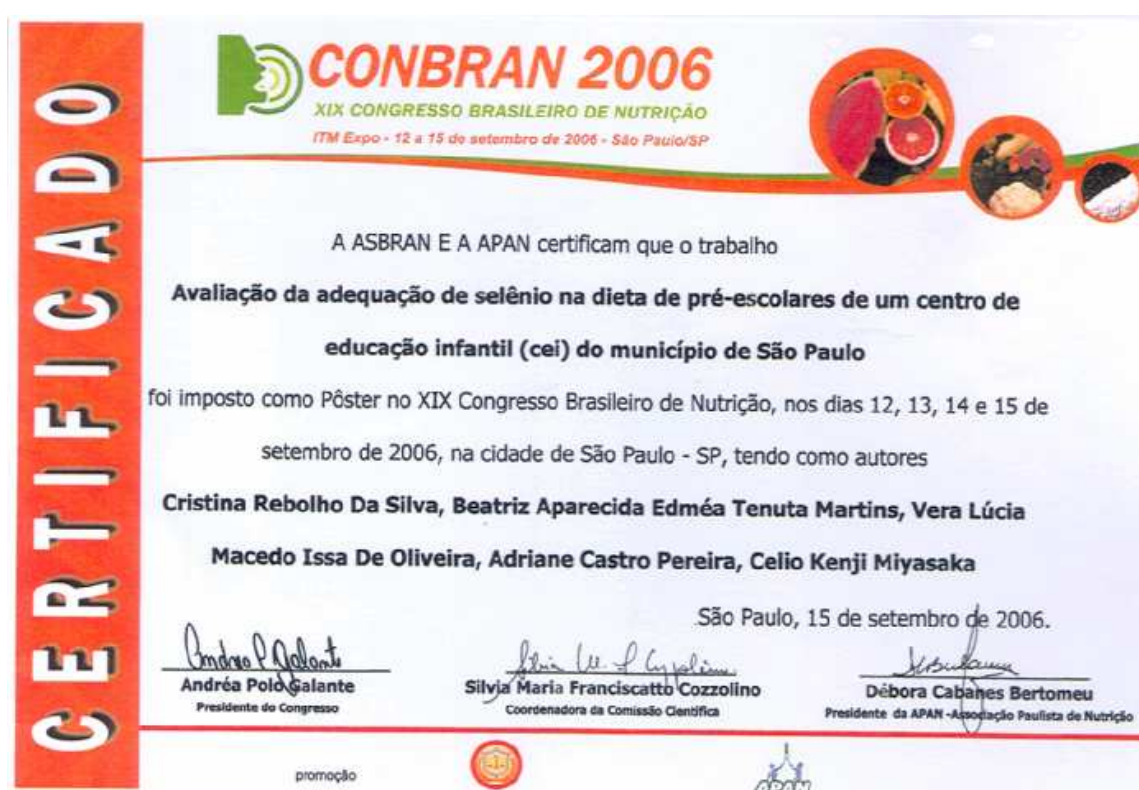 CERTIFICADO
CONBRAN 2006
XIX CONGRESSO BRASILEIRO DE NUTRIÇÃO
ITM Expo - 12 a 15 de setembro de 2006 - São Paulo/SP
A ASBRAN E A APAN certificam que o trabalho
Avaliação da adequação de selênio na dieta de pré-escolares de um centro de
educação infantil (cei) do município de São Paulo
foi imposto como Pôster no XIX Congresso Brasileiro de Nutrição, nos dias 12, 13, 14 e 15 de
setembro de 2006, na cidade de São Paulo - SP, tendo como autores
Cristina Rebolho Da Silva, Beatriz Aparecida Edméa Tenuta Martins, Vera Lúcia
Macedo Issa De Oliveira, Adriane Castro Pereira, Celio Kenji Miyasaka
São Paulo, 15 de setembro de 2006.
Andréa Polo Galante
Presidente do Congresso
Silvia Maria Franciscatto Cozzolino
Coordenadora da Comissão Científica
Débora Cabanes Bertomeu
Presidente da APAN -Associação Paulista de Nutrição
promoção
APAN